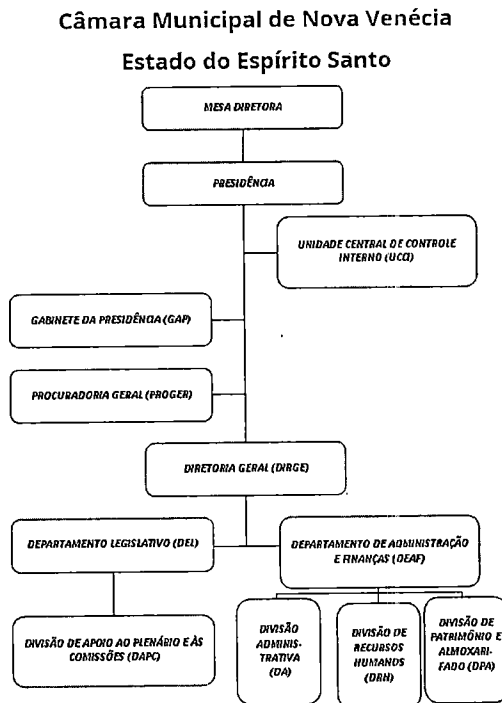 Câmara Municipal de Nova Venécia
Estado do Espírito Santo
MESA DIRETORA
PRESIDÊNCIA
UNIDADE CENTRAL DE CONTROLE
INTERNO (UCCI)
GABINETE DA PRESIDÊNCIA (GAP)
PROCURADORIA GERAL (PROGER)
DIRETORIA GERAL (DIRGE)
DEPARTAMENTO LEGISLATIVO (DEL)
DEPARTAMENTO DE ADMINISTRAÇÃO
E FINANÇAS (DEAF)
DIVISÃO DE APOIO AO PLENÁRIO E ÀS
COMISSÕES (DAPC)
DIVISÃO
ADMINIS-
TRATIVA
(DA)
DIVISÃO DE
RECURSOS
HUMANOS
(DRH)
DIVISÃO DE
PATRIMÔNIO E
ALMOXARI-
FADO (DPA)